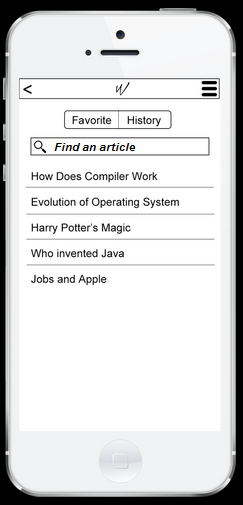 < W
Favorite History
Find an article
How Does Compiler Work
Evolution of Operating System
Harry Potter's Magic
Who invented Java
Jobs and Apple